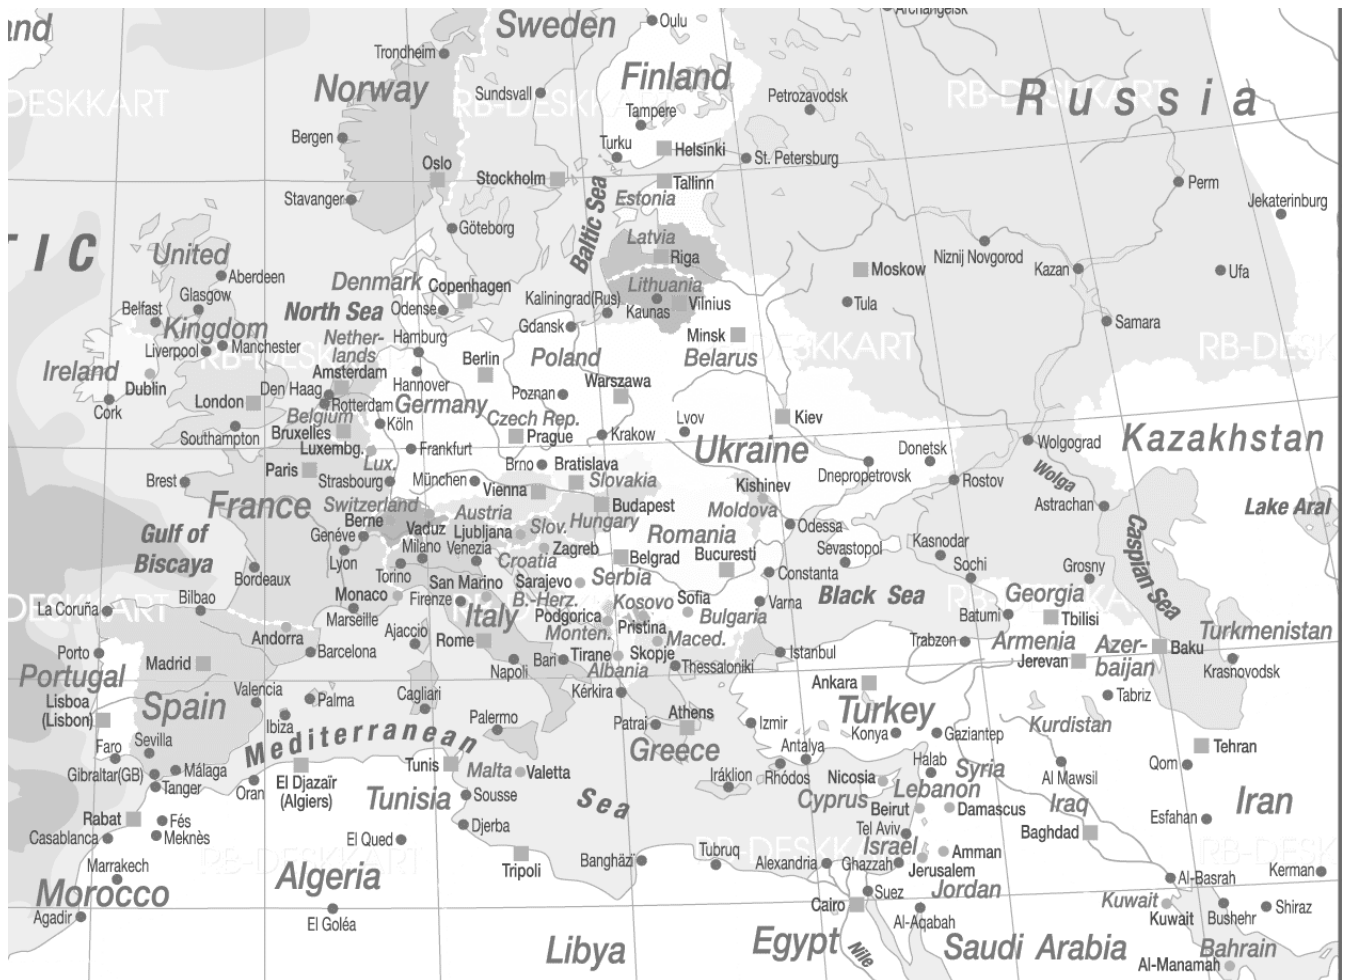 and
Sweden
Oulu
Archangelsk
Trondheim
Norway
Finland
Sundsvall
Tampere
Petrozavodsk
Russia
RB-DESKKART
Bergen
Turku
Helsinki
St. Petersburg
Oslo
Stockholm
Tallinn
Perm
Stavanger
Estonia
Jekaterinburg
Baltic Sea
Göteborg
TIC
United
Latvia
Riga
Niznij Novgorod
Moskow
Kazan
Ufa
Aberdeen
Denmark
Copenhagen
Lithuania
Glasgow
Kaliningrad(Rus)
Kaunas
Vilnius
Tula
Belfast
North Sea
Odense
Gdansk
Samara
Kingdom
Nether-
lands
Hamburg
Minsk
Belarus
RB-DESKKART
Liverpool
Manchester
Berlin
Poland
Ireland
Dublin
Amsterdam
Hannover
Warszawa
Den Haag
Poznan
Cork
London
Rotterdam
Germany
Belgium
Czech Rep.
Lvov
Kiev
Southampton
Bruxelles
Köln
Prague
Krakow
Wolgograd
Kazakhstan
Luxembg.
Frankfurt
Ukraine
Donetsk
Paris
Lux.
Brno
Bratislava
Dnepropetrovsk
Wolga
Brest
Strasbourg
München
Vienna
Slovakia
Kishinev
Rostov
France
Switzerland
Budapest
Moldova
Astrachan
Lake Aral
Berne
Vaduz
Austria
Ljubljana
Slov.
Hungary
Odessa
Gulf of
Biscaya
Genéve
Milano
Venezia
Zagreb
Romania
Kasnodar
Caspian Sea
Lyon
Croatia
Belgrad
Bucuresti
Sevastopol
Bordeaux
Torino
San Marino
Sarajevo
Serbia
Constanta
Sochi
Grosny
La Coruña
Bilbao
Monaco
Firenze
B.-Herz.
Kosovo
Sofia
Varna
Black Sea
Georgia
Marseille
Italy
Podgorica
Bulgaria
Batumi
Tbilisi
Andorra
Ajaccio
Rome
Monten.
Pristina
Maced.
Trabzon
Armenia
Azer-
baijan
Baku
Turkmenistan
Porto
Barcelona
Bari
Tirane
Skopje
Istanbul
Jerevan
Krasnovodsk
Portugal
Madrid
Napoli
Albania
Thessaloniki
Lisboa
(Lisbon)
Valencia
Palma
Cagliari
Kérkira
Ankara
Tabriz
Spain
Ibiza
Palermo
Patrai
Athens
Izmir
Turkey
Kurdistan
Faro
Sevilla
Mediterranean
Greece
Konya
Gaziantep
Tehran
Gibraltar(GB)
Málaga
Tunis
Malta
Valetta
Antalya
Halab
Syria
Qom
Tanger
Oran
El Djazaïr
(Algiers)
Iráklion
Rhódos
Nicosia
Al Mawsil
Tunisia
Sousse
Sea
Cyprus
Lebanon
Iraq
Iran
Rabat
Fés
Beirut
Damascus
Esfahan
Casablanca
Meknès
El Qued
Djerba
Tel Aviv
Baghdad
Israel
Amman
Marrakech
Tripoli
Bangházï
Tubruq
Alexandria
Ghazzah
Jerusalem
Morocco
Algeria
Suez
Jordan
Al-Basrah
Kerman
Agadir
El Goléa
Cairo
Al-Aqabah
Kuwait
Kuwait
Bushehr
Shiraz
Libya
Egypt
Nile
Saudi Arabia
Bahrain
Al-Manamah